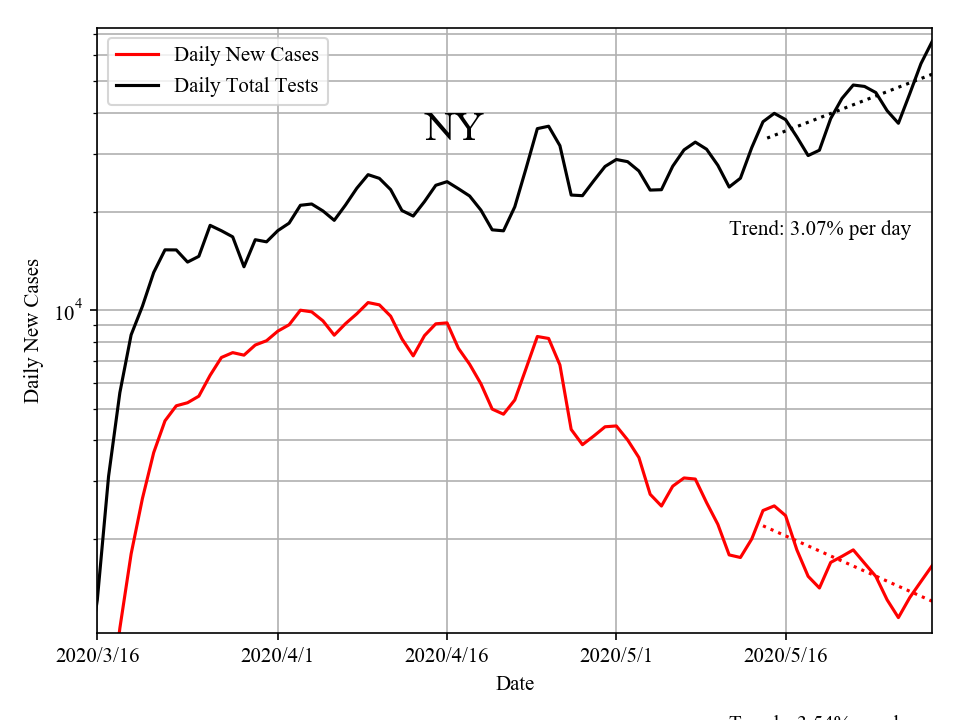 Daily New Cases
Daily Total Tests
NY
Trend: 3.07% per day
Daily New Cases
10^4
2020/3/16
2020/4/1
2020/4/16
2020/5/1
2020/5/16
Date